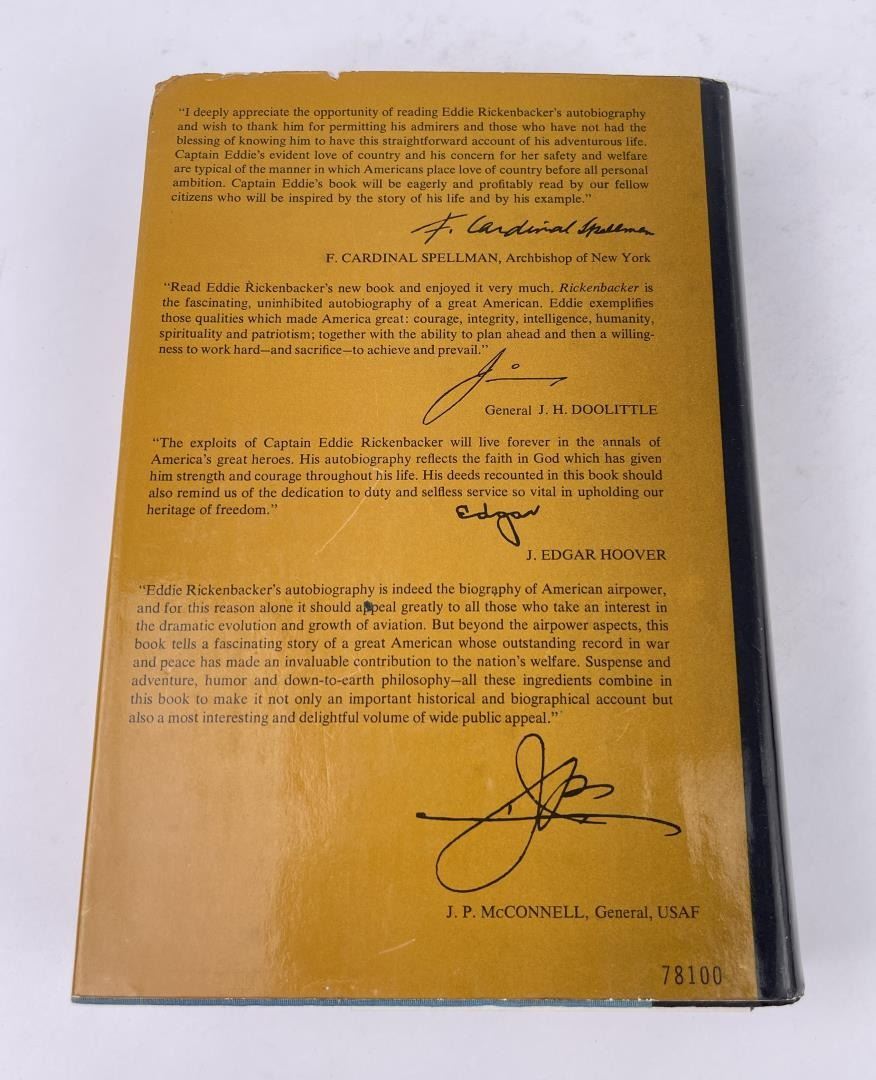 “I deeply appreciate the opportunity of reading Eddie Rickenbacker’s autobiography
and wish to thank him for permitting his admirers and those who have not had the
blessing of knowing him to have this straightforward account of his adventurous life.
Captain Eddie’s evident love of country and his concern for her safety and welfare
are typical of the manner in which Americans place love of country before all personal
ambition. Captain Eddie’s book will be eagerly and profitably read by our fellow
citizens who will be inspired by the story of his life and by his example.”
F. Cardinal Spellman
F. CARDINAL SPELLMAN, Archbishop of New York
“Read Eddie Rickenbacker’s new book and enjoyed it very much. Rickenbacker is
the fascinating, uninhibited autobiography of a great American. Eddie exemplifies
those qualities which made America great: courage, integrity, intelligence, humanity,
spirituality and patriotism; together with the ability to plan ahead and then a willing-
ness to work hard—and sacrifice—to achieve and prevail.”
Jim
General J. H. DOOLITTLE
“The exploits of Captain Eddie Rickenbacker will live forever in the annals of
America’s great heroes. His autobiography reflects the faith in God which has given
him strength and courage throughout his life. His deeds recounted in this book should
also remind us of the dedication to duty and selfless service so vital in upholding our
heritage of freedom.”
Edgar
J. EDGAR HOOVER
“Eddie Rickenbacker’s autobiography is indeed the biography of American airpower,
and for this reason alone it should appeal greatly to all those who take an interest in
the dramatic evolution and growth of aviation. But beyond the airpower aspects, this
book tells a fascinating story of a great American whose outstanding record in war
and peace has made an invaluable contribution to the nation’s welfare. Suspense and
adventure, humor and down-to-earth philosophy—all these ingredients combine in
this book to make it not only an important historical and biographical account but
also a most interesting and delightful volume of wide public appeal.”
J. P. McCONNELL, General, USAF
78100